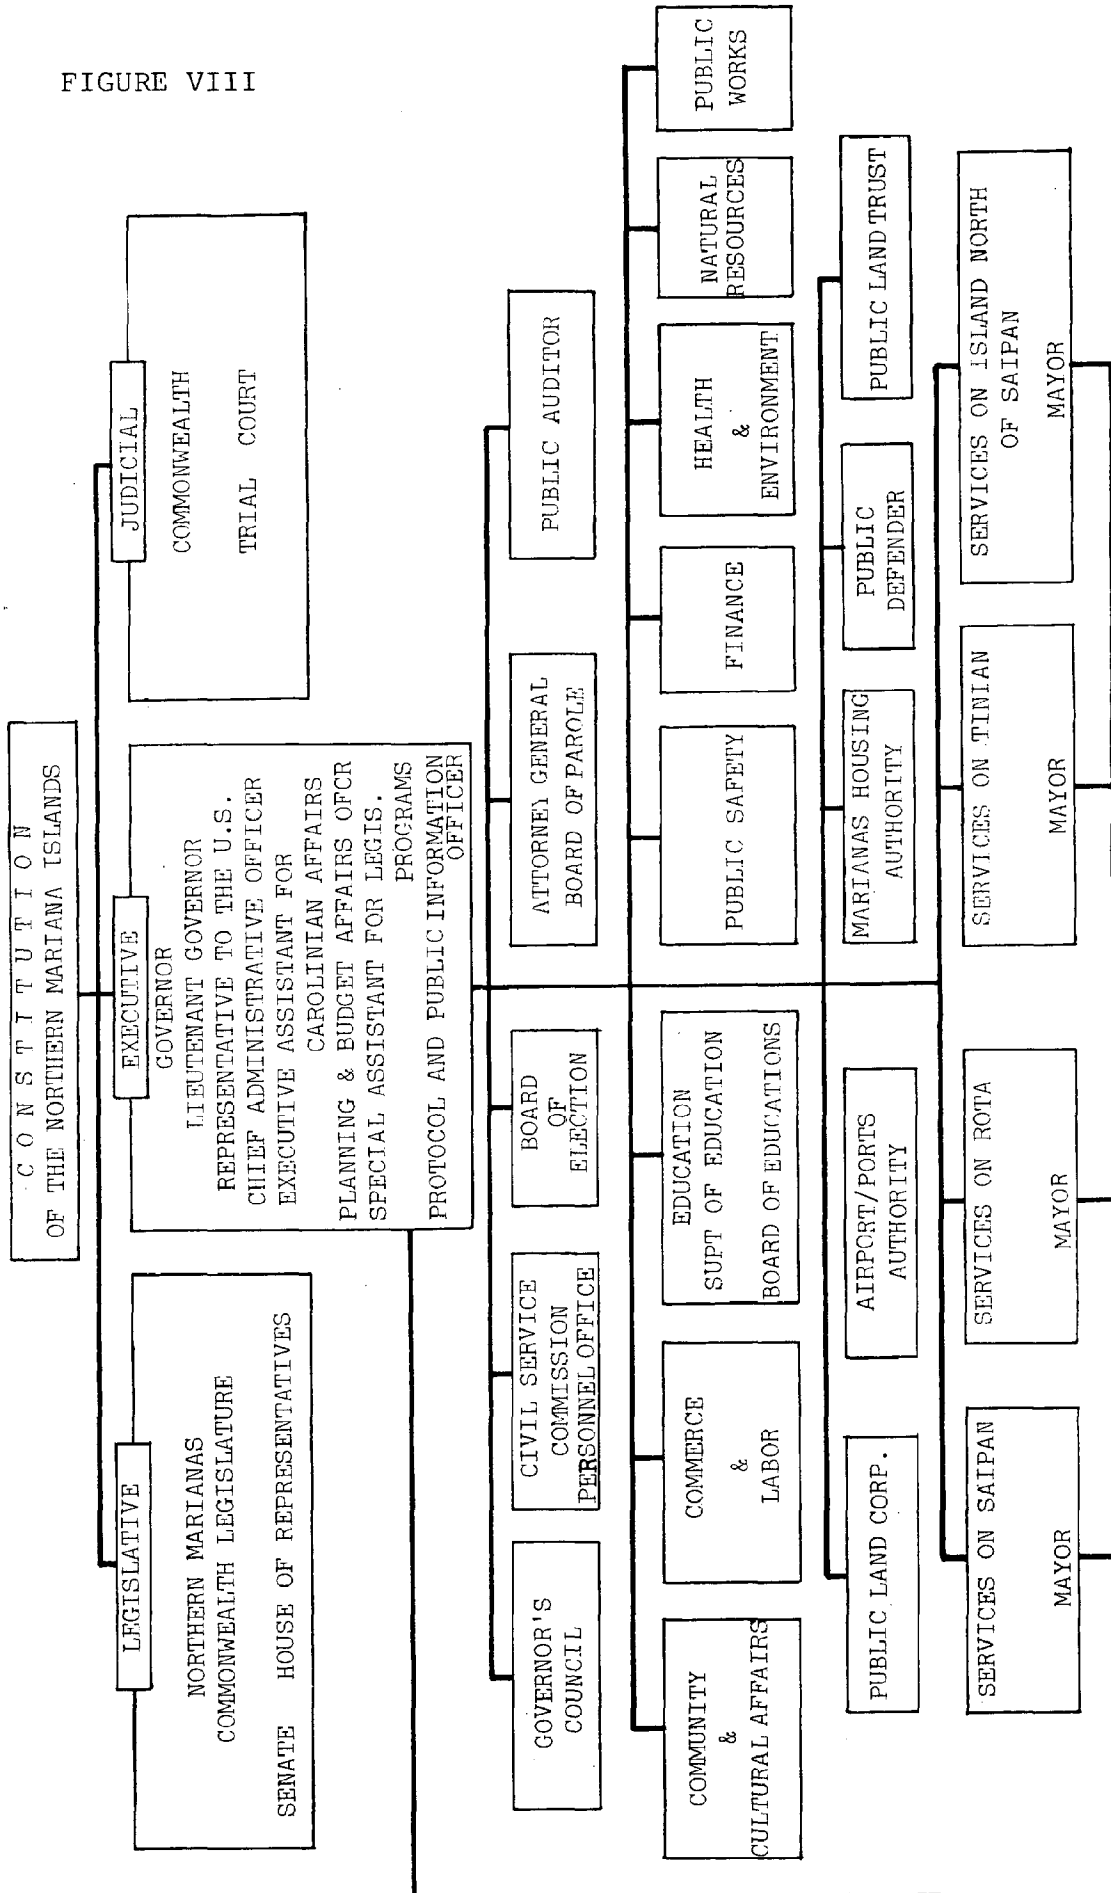 FIGURE VIII
C O N S T I T U T I O N
OF THE NORTHERN MARIANA ISLANDS
LEGISLATIVE
NORTHERN MARIANAS
COMMONWEALTH LEGISLATURE
SENATE HOUSE OF REPRESENTATIVES
EXECUTIVE
GOVERNOR
LIEUTENANT GOVERNOR
REPRESENTATIVE TO THE U.S.
CHIEF ADMINISTRATIVE OFFICER
EXECUTIVE ASSISTANT FOR
CAROLINIAN AFFAIRS
PLANNING & BUDGET AFFAIRS OFCR
SPECIAL ASSISTANT FOR LEGIS.
PROGRAMS
PROTOCOL AND PUBLIC INFORMATION
OFFICER
JUDICIAL
COMMONWEALTH
TRIAL COURT
GOVERNOR'S
COUNCIL
CIVIL SERVICE
COMMISSION
PERSONNEL OFFICE
BOARD
OF
ELECTION
ATTORNEY GENERAL
BOARD OF PAROLE
PUBLIC AUDITOR
COMMUNITY
&
CULTURAL AFFAIRS
COMMERCE
&
LABOR
EDUCATION
SUPT OF EDUCATION
BOARD OF EDUCATIONS
PUBLIC SAFETY
FINANCE
HEALTH
&
ENVIRONMENT
NATURAL
RESOURCES
PUBLIC
WORKS
PUBLIC LAND CORP.
AIRPORT/PORTS
AUTHORITY
MARIANAS HOUSING
AUTHORITY
PUBLIC
DEFENDER
PUBLIC LAND TRUST
SERVICES ON SAIPAN
MAYOR
SERVICES ON ROTA
MAYOR
SERVICES ON TINIAN
MAYOR
SERVICES ON ISLAND NORTH
OF SAIPAN
MAYOR